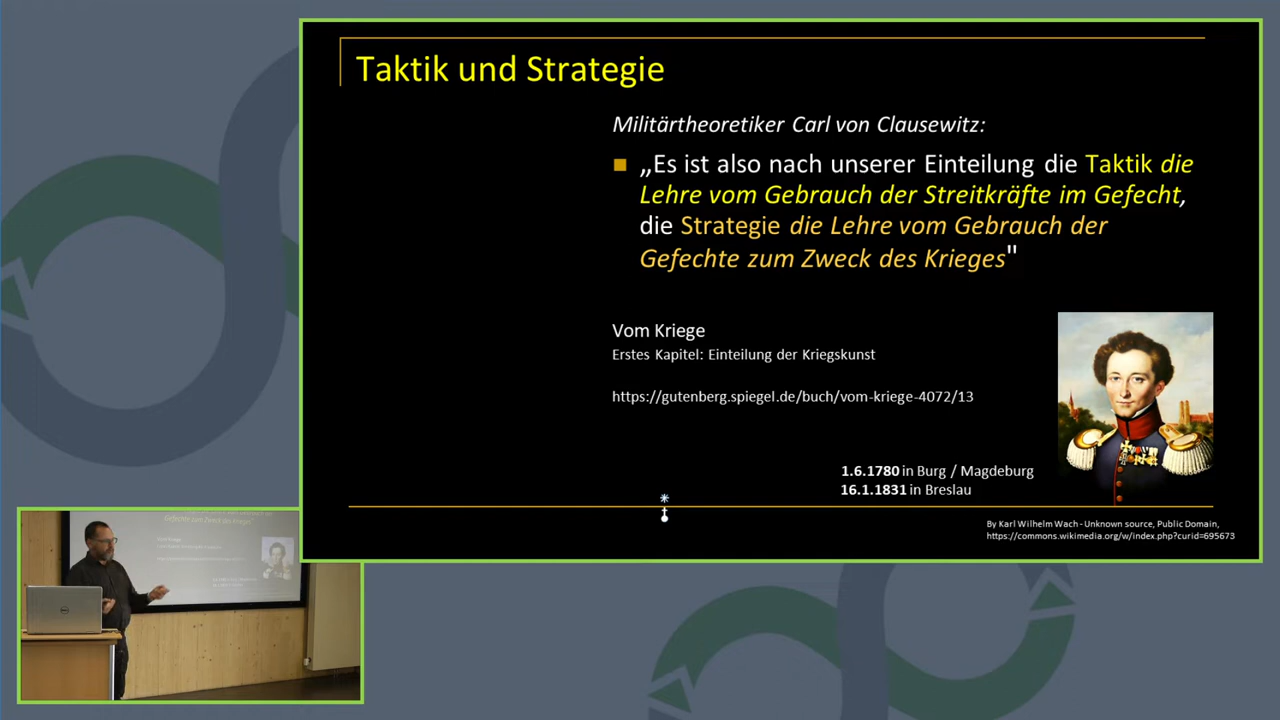 Taktik und Strategie
Militärtheoretiker Carl von Clausewitz:
„Es ist also nach unserer Einteilung die Taktik die
Lehre vom Gebrauch der Streitkräfte im Gefecht,
die Strategie die Lehre vom Gebrauch der
Gefechte zum Zweck des Krieges"
Vom Kriege
Erstes Kapitel: Einteilung der Kriegskunst
https://gutenberg.spiegel.de/buch/vom-kriege-4072/13
1.6.1780 in Burg / Magdeburg
16.1.1831 in Breslau
By Karl Wilhelm Wach - Unknown source, Public Domain,
https://commons.wikimedia.org/w/index.php?curid=695673